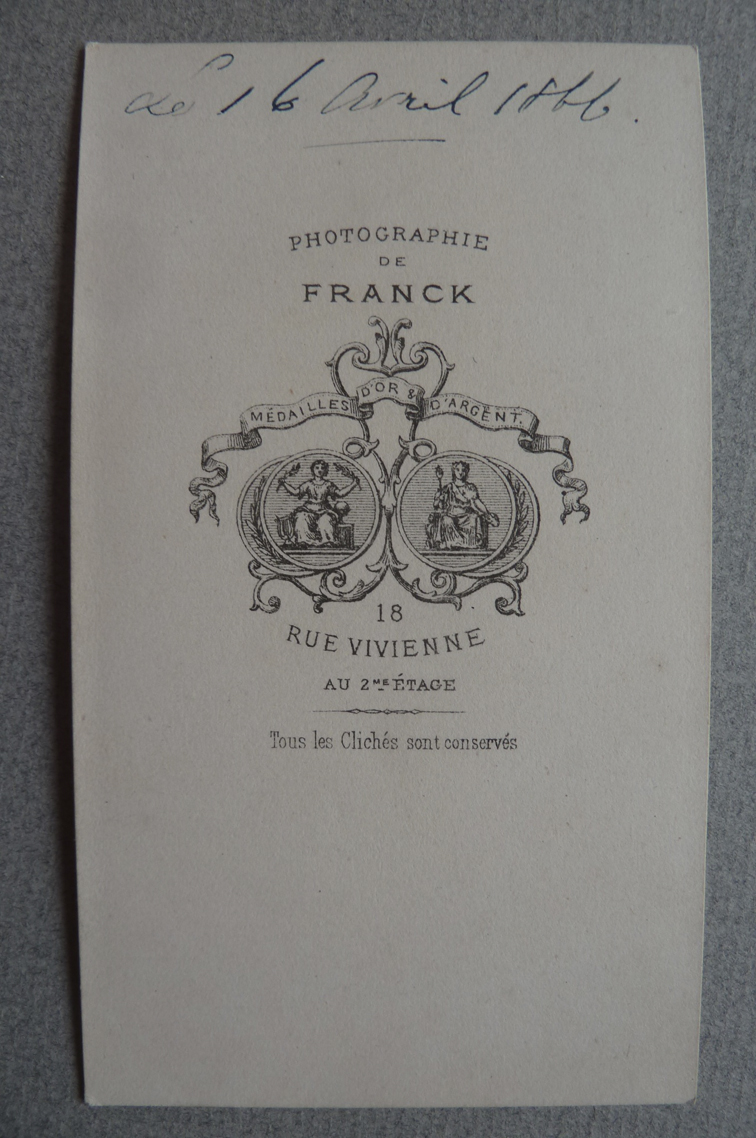 Le 16 Avril 1866.
PHOTOGRAPHIE
DE
FRANCK
MÉDAILLES D'OR & D'ARGENT.
18
RUE VIVIENNE
AU 2ME ÉTAGE
Tous les Clichés sont conservés